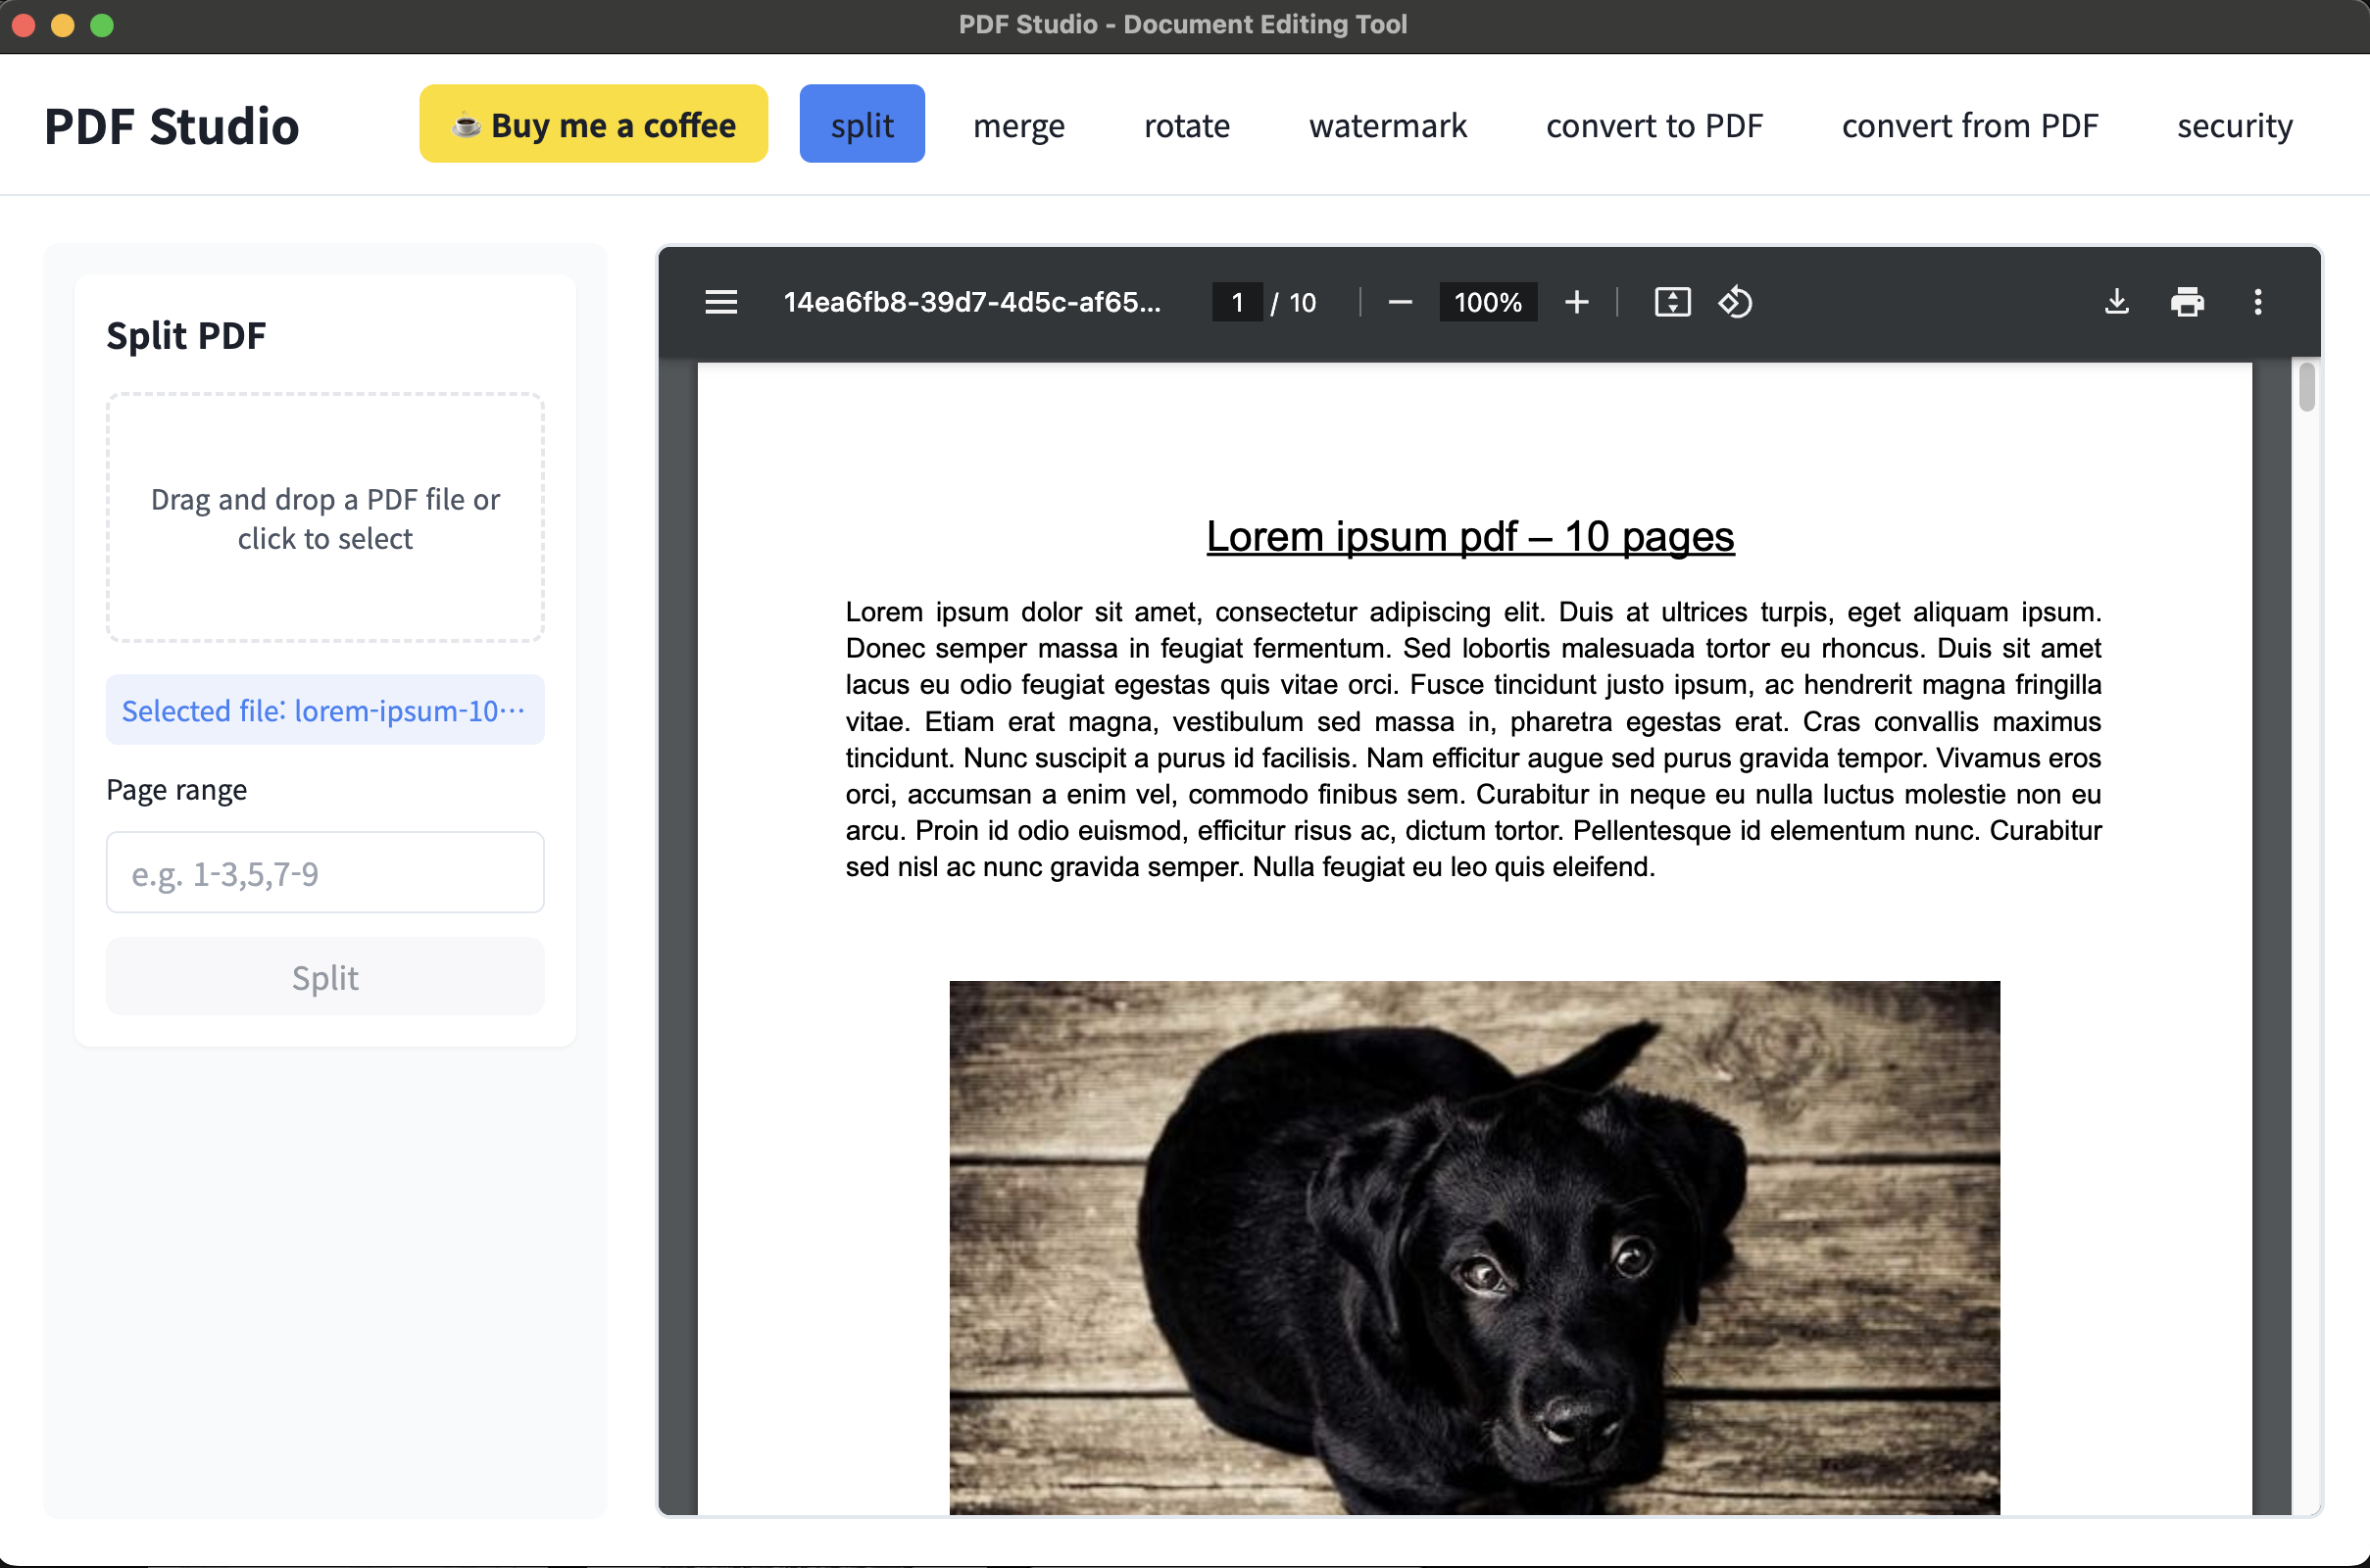 PDF Studio - Document Editing Tool
PDF Studio
☕ Buy me a coffee
split
merge
rotate
watermark
convert to PDF
convert from PDF
security
Split PDF
Drag and drop a PDF file or
click to select
Selected file: lorem-ipsum-10⋯
Page range
e.g. 1-3,5,7-9
Split
14ea6fb8-39d7-4d5c-af65...
1 / 10
100%
Lorem ipsum pdf – 10 pages
Lorem ipsum dolor sit amet, consectetur adipiscing elit. Duis at ultrices turpis, eget aliquam ipsum.
Donec semper massa in feugiat fermentum. Sed lobortis malesuada tortor eu rhoncus. Duis sit amet
lacus eu odio feugiat egestas quis vitae orci. Fusce tincidunt justo ipsum, ac hendrerit magna fringilla
vitae. Etiam erat magna, vestibulum sed massa in, pharetra egestas erat. Cras convallis maximus
tincidunt. Nunc suscipit a purus id facilisis. Nam efficitur augue sed purus gravida tempor. Vivamus eros
orci, accumsan a enim vel, commodo finibus sem. Curabitur in neque eu nulla luctus molestie non eu
arcu. Proin id odio euismod, efficitur risus ac, dictum tortor. Pellentesque id elementum nunc. Curabitur
sed nisl ac nunc gravida semper. Nulla feugiat eu leo quis eleifend.